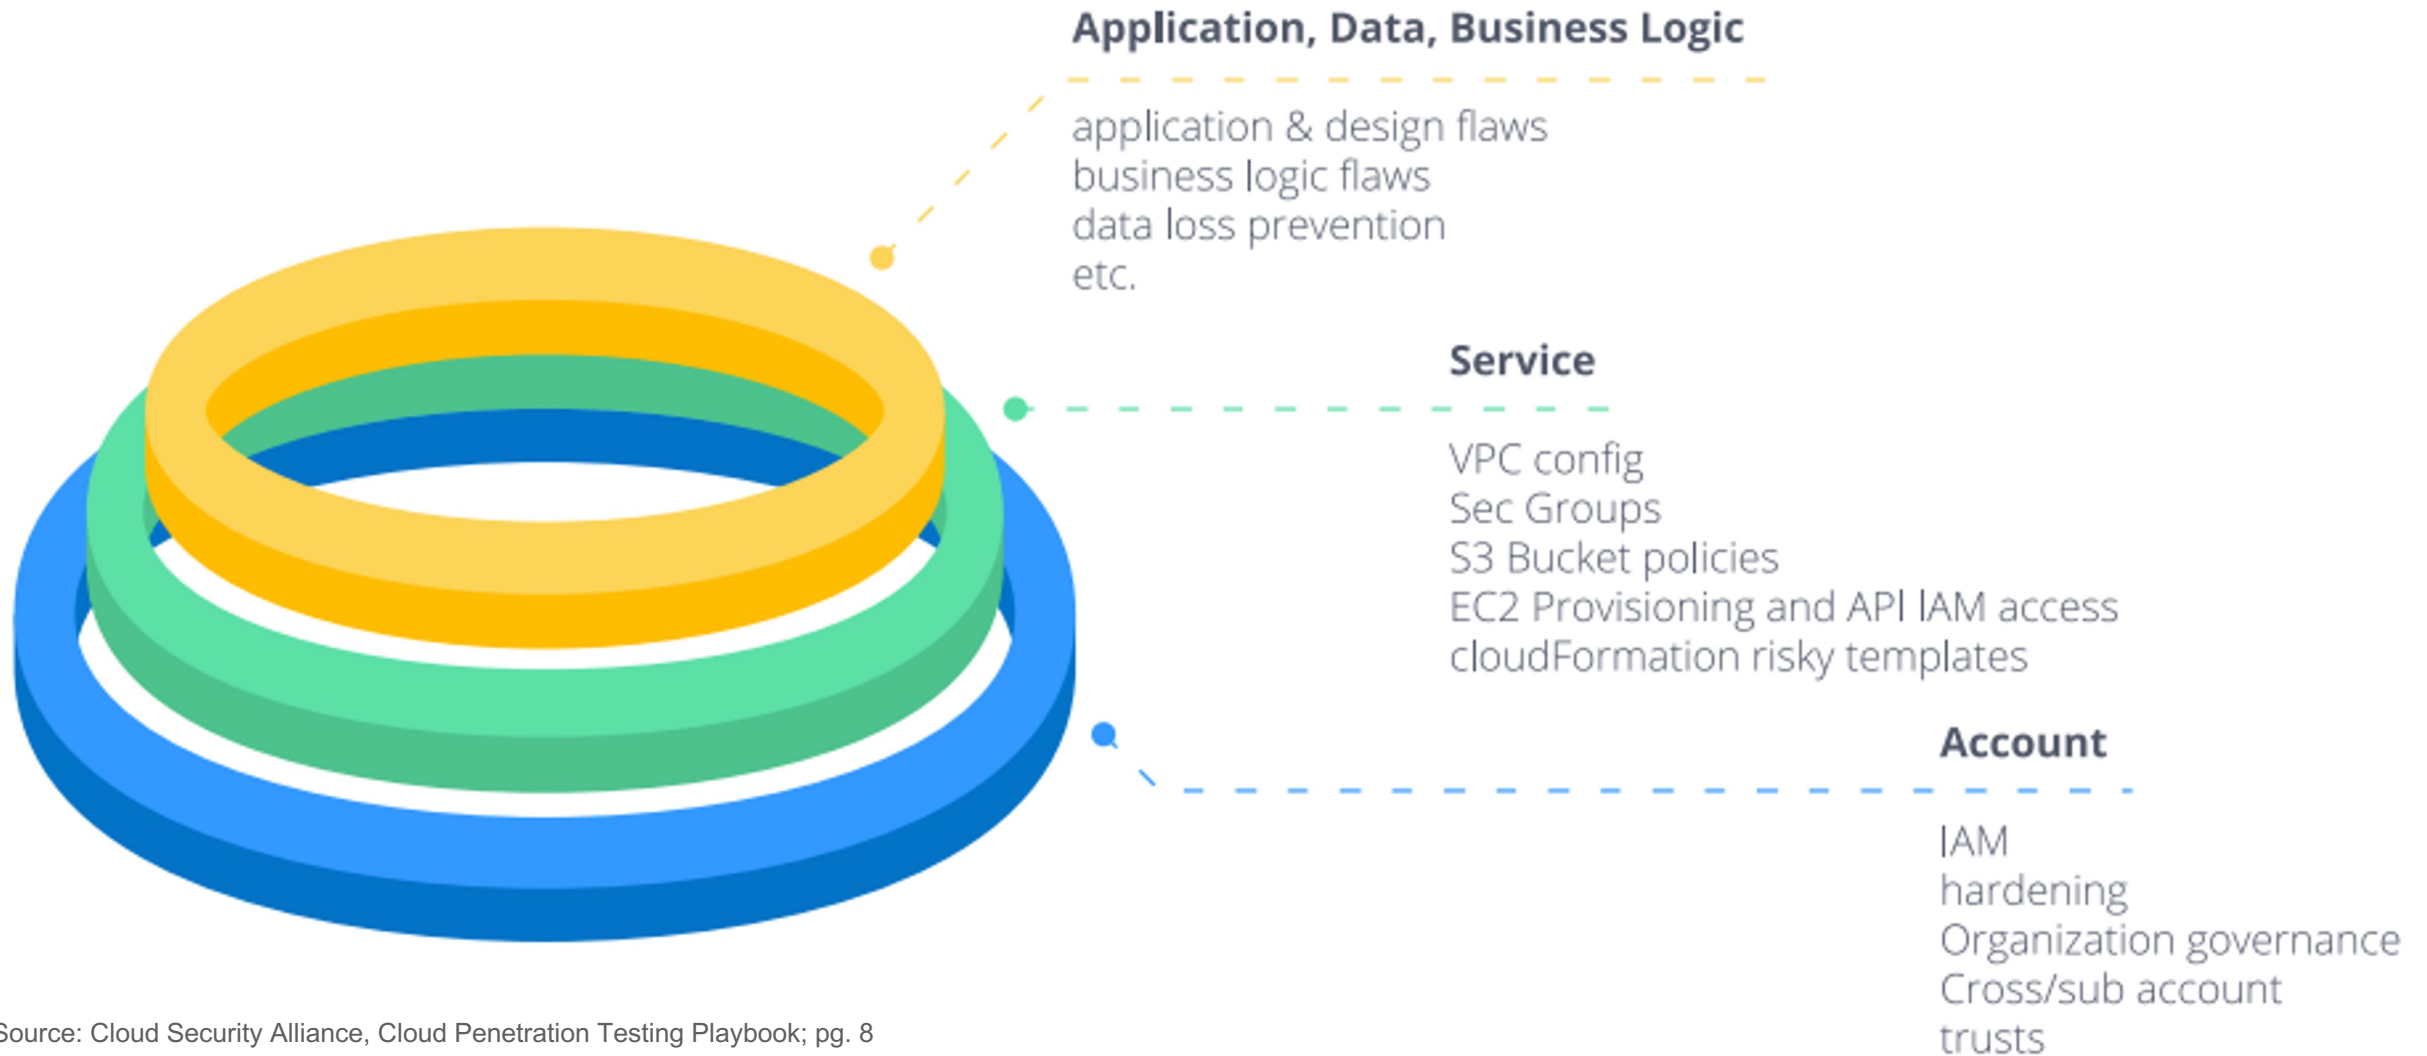 Application, Data, Business Logic
application & design flaws
business logic flaws
data loss prevention
etc.
Service
VPC config
Sec Groups
S3 Bucket policies
EC2 Provisioning and API IAM access
cloudFormation risky templates
Account
IAM
hardening
Organization governance
Cross/sub account
trusts
Source: Cloud Security Alliance, Cloud Penetration Testing Playbook; pg. 8